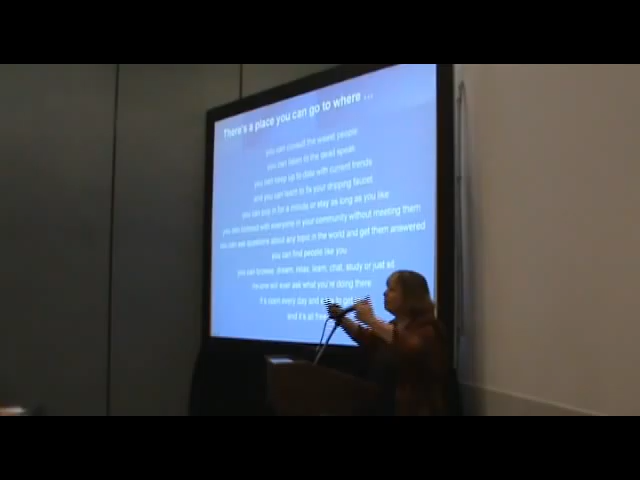 There's a place you can go to where ...
you can consult the wisest people
you can listen to the dead speak
you can keep up to date with current trends
and you can learn to fix your dripping faucet
you can pop in for a minute or stay as long as you like
you can connect with everyone in your community without meeting them
you can ask questions about any topic in the world and get them answered
you can find people like you
you can browse, dream, relax, learn, chat, study or just sit
no-one will ever ask what you're doing there
it's open every day and easy to get
and it's all free